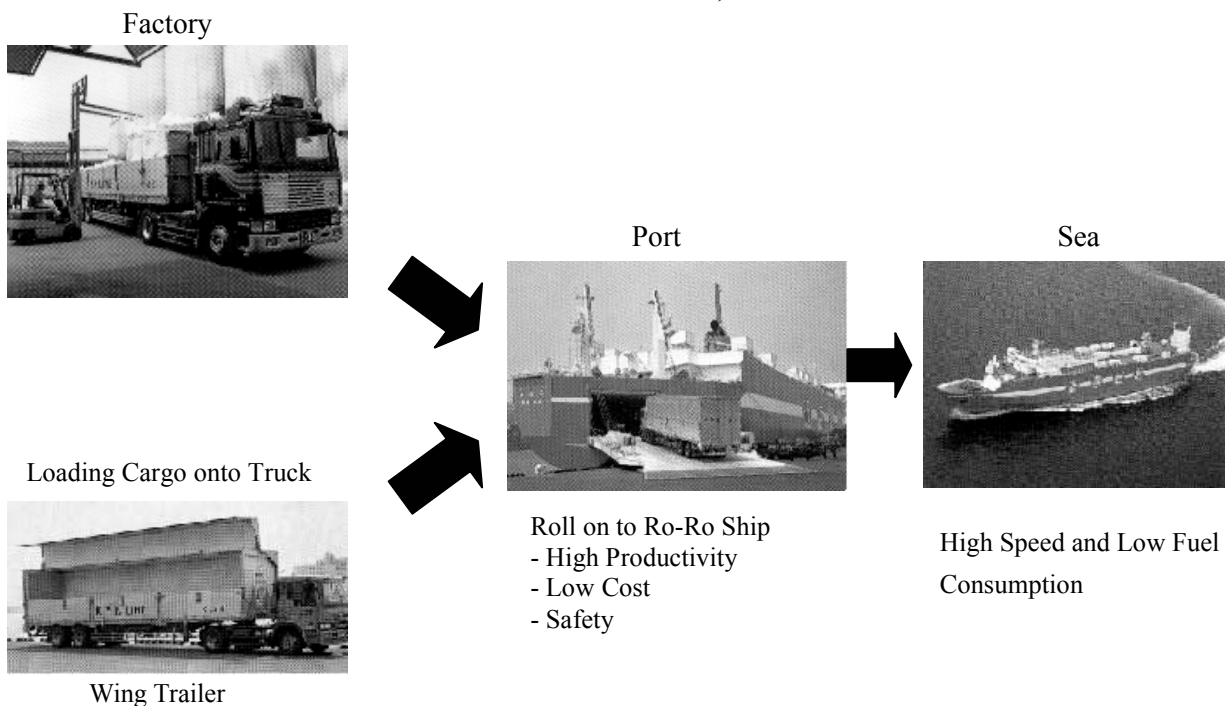 Factory
Port
Sea
Loading Cargo onto Truck
Roll on to Ro-Ro Ship
- High Productivity
- Low Cost
- Safety
High Speed and Low Fuel
Consumption
Wing Trailer